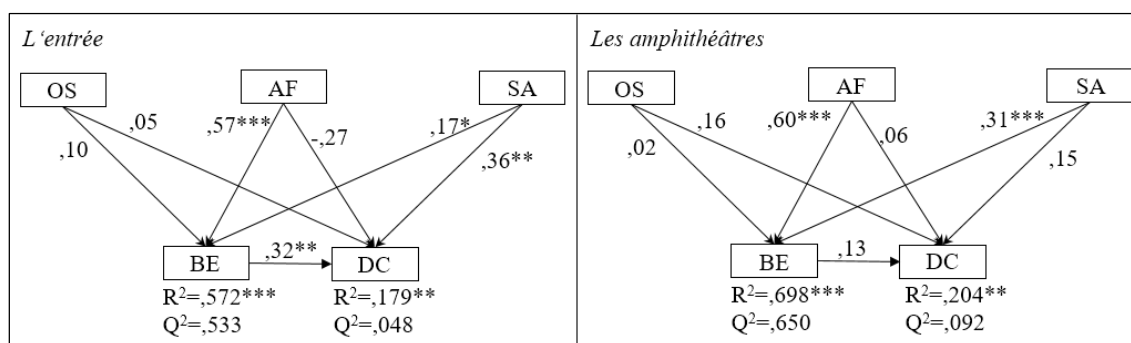 L‘entrée
OS
AF
SA
,05
,57***
-,27
,17*
,10
,36**
BE
,32**
DC
R²=,572***
R²=,179**
Q²=,533
Q²=,048
Les amphithéâtres
OS
AF
SA
,16
,60***
,06
,31***
,02
,15
BE
,13
DC
R²=,698***
R²=,204**
Q²=,650
Q²=,092